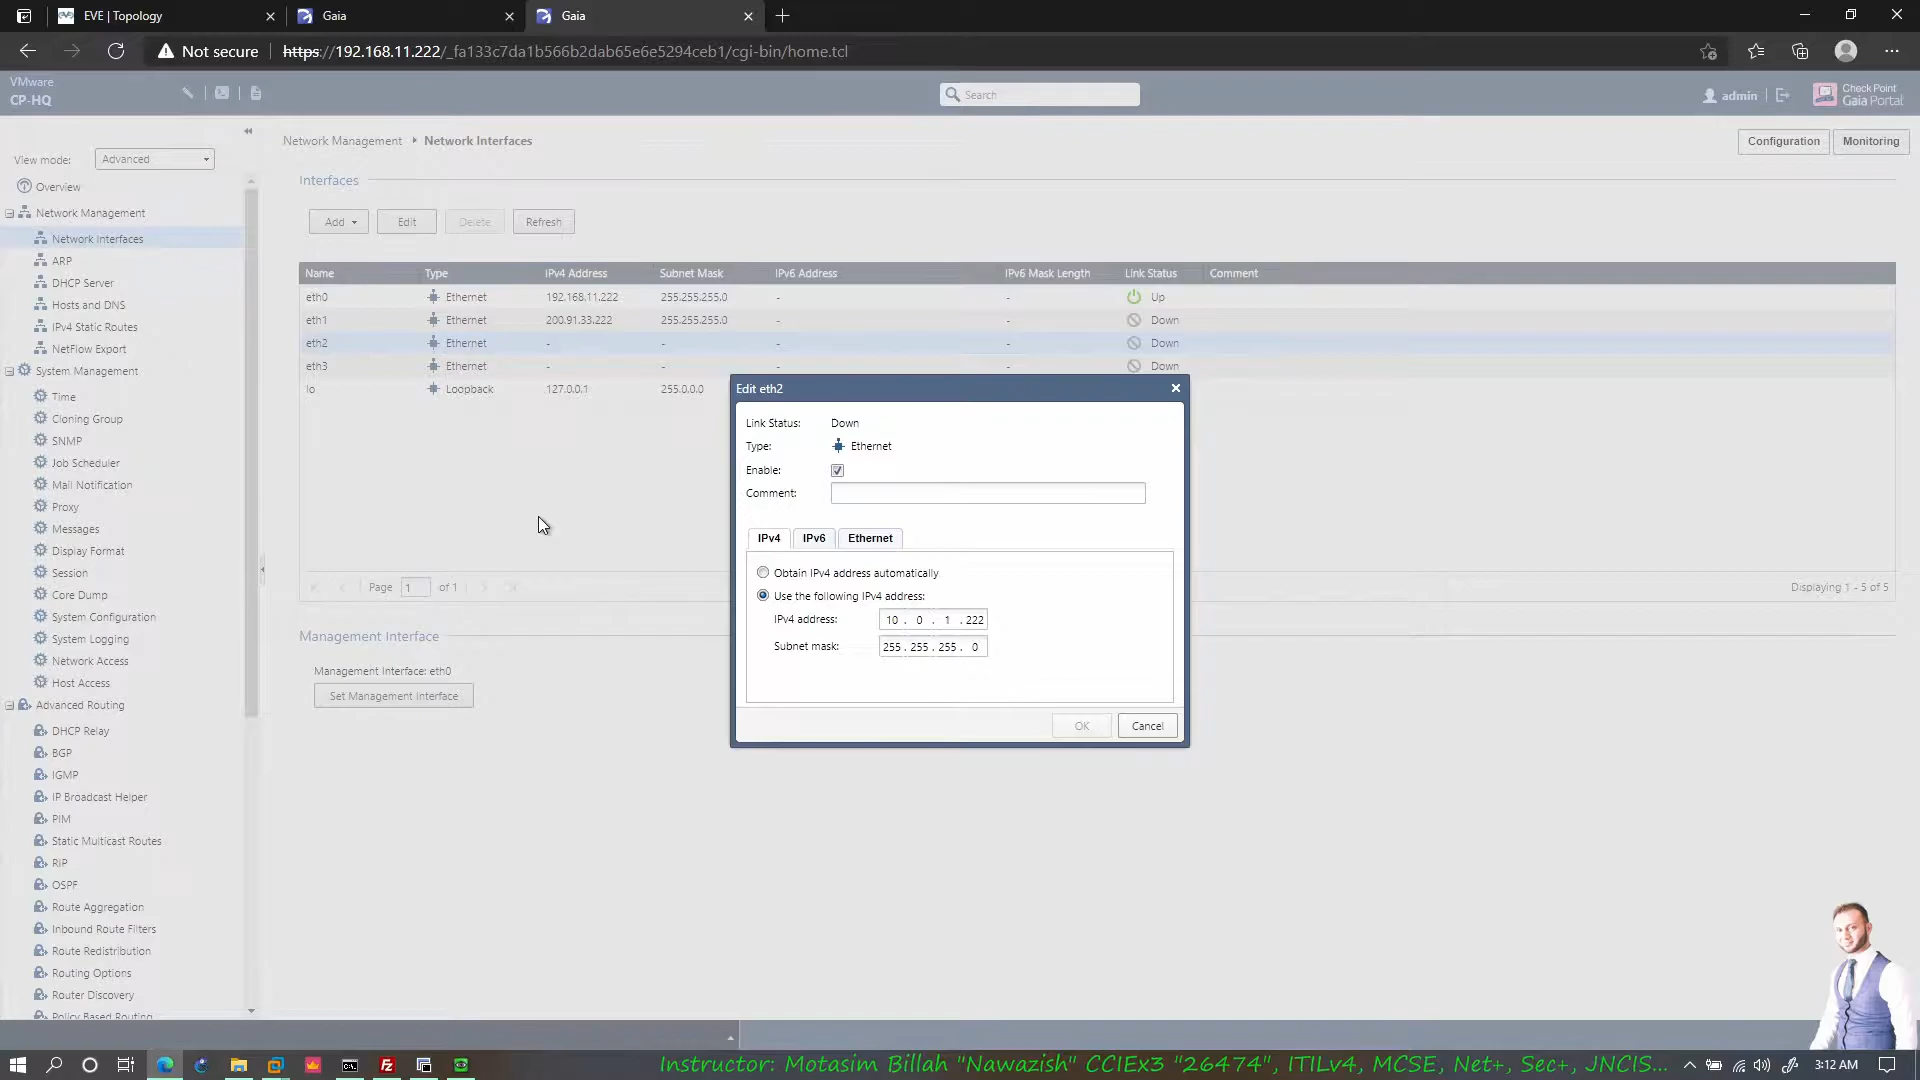 EVE | Topology
Gaia
Gaia
Not secure
https://192.168.11.222/_fa133c7da1b566b2dab65e6e5294ceb1/cgi-bin/home.tcl
VMware
CP-HQ
Search
admin
Check Point
Gaia Portal
View mode:
Advanced
Network Management
Network Interfaces
Configuration
Monitoring
Interfaces
Add
Edit
Delete
Refresh
Name Type IPv4 Address Subnet Mask IPv6 Address IPv6 Mask Length Link Status Comment
eth0 Ethernet 192.168.11.222 255.255.255.0 - - Up
eth1 Ethernet 200.91.33.222 255.255.255.0 - - Down
eth2 Ethernet - - - - Down
eth3 Ethernet - - - - Down
lo Loopback 127.0.0.1 255.0.0.0
Page 1 of 1
Displaying 1 - 5 of 5
Management Interface
Management Interface: eth0
Set Management Interface
Edit eth2
Link Status: Down
Type: Ethernet
Enable:
Comment:
IPv4 IPv6 Ethernet
Obtain IPv4 address automatically
Use the following IPv4 address:
IPv4 address: 10 . 0 . 1 . 222
Subnet mask: 255 . 255 . 255 . 0
OK
Cancel
Overview
Network Management
Network Interfaces
ARP
DHCP Server
Hosts and DNS
IPv4 Static Routes
NetFlow Export
System Management
Time
Cloning Group
SNMP
Job Scheduler
Mail Notification
Proxy
Messages
Display Format
Session
Core Dump
System Configuration
System Logging
Network Access
Host Access
Advanced Routing
DHCP Relay
BGP
IGMP
IP Broadcast Helper
PIM
Static Multicast Routes
RIP
OSPF
Route Aggregation
Inbound Route Filters
Route Redistribution
Routing Options
Router Discovery
Policy Based Routing
Instructor: Motasim Billah "Nawazish" CCIEx3 "26474", ITILv4, MCSE, Net+, Sec+, JNCIS...
3:12 AM